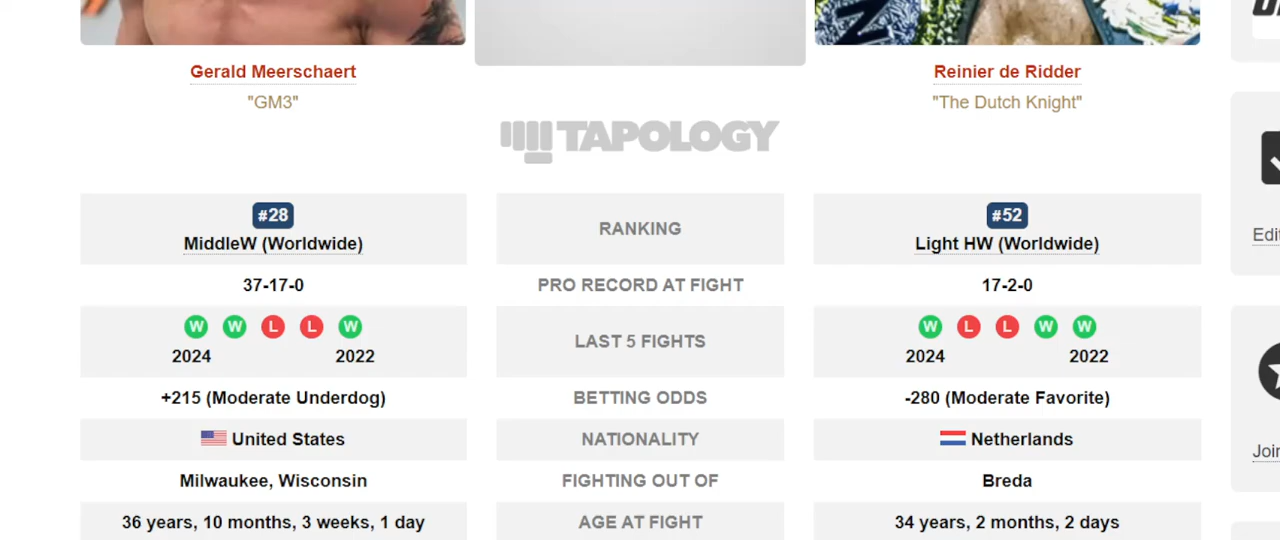 Gerald Meerschaert
Reinier de Ridder
"GM3"
"The Dutch Knight"
TAPOLOGY
#28
MiddleW (Worldwide)
RANKING
#52
Light HW (Worldwide)
37-17-0
PRO RECORD AT FIGHT
17-2-0
W W L L W
2024 2022
LAST 5 FIGHTS
W L L W W
2024 2022
+215 (Moderate Underdog)
BETTING ODDS
-280 (Moderate Favorite)
United States
NATIONALITY
Netherlands
Milwaukee, Wisconsin
FIGHTING OUT OF
Breda
36 years, 10 months, 3 weeks, 1 day
AGE AT FIGHT
34 years, 2 months, 2 days
Edi
Joi